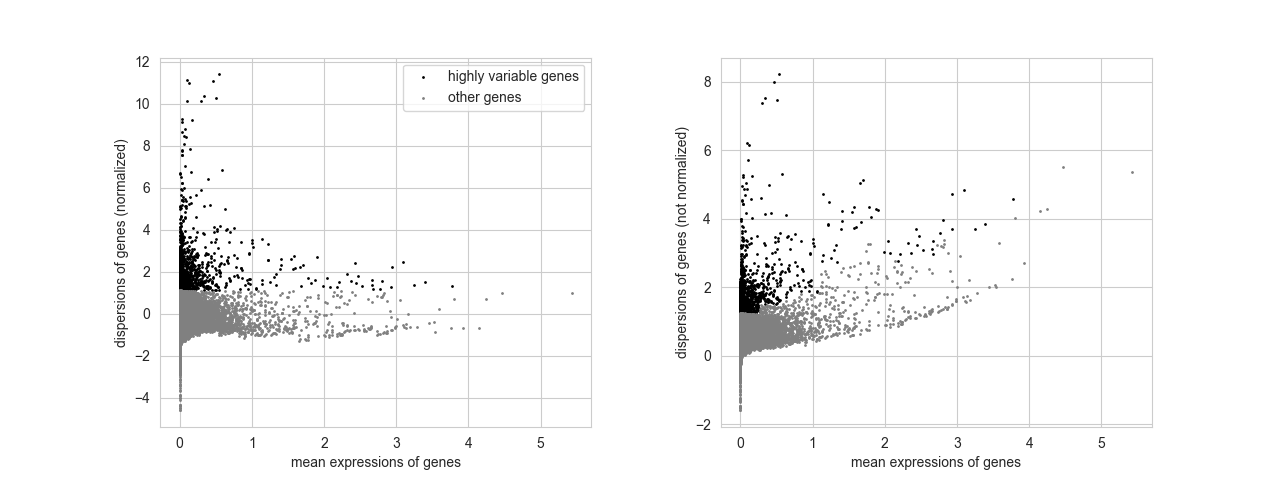 highly variable genes
other genes
dispersions of genes (normalized)
12
10
8
6
4
2
0
−2
−4
0 1 2 3 4 5
mean expressions of genes
dispersions of genes (not normalized)
8
6
4
2
0
−2
0 1 2 3 4 5
mean expressions of genes